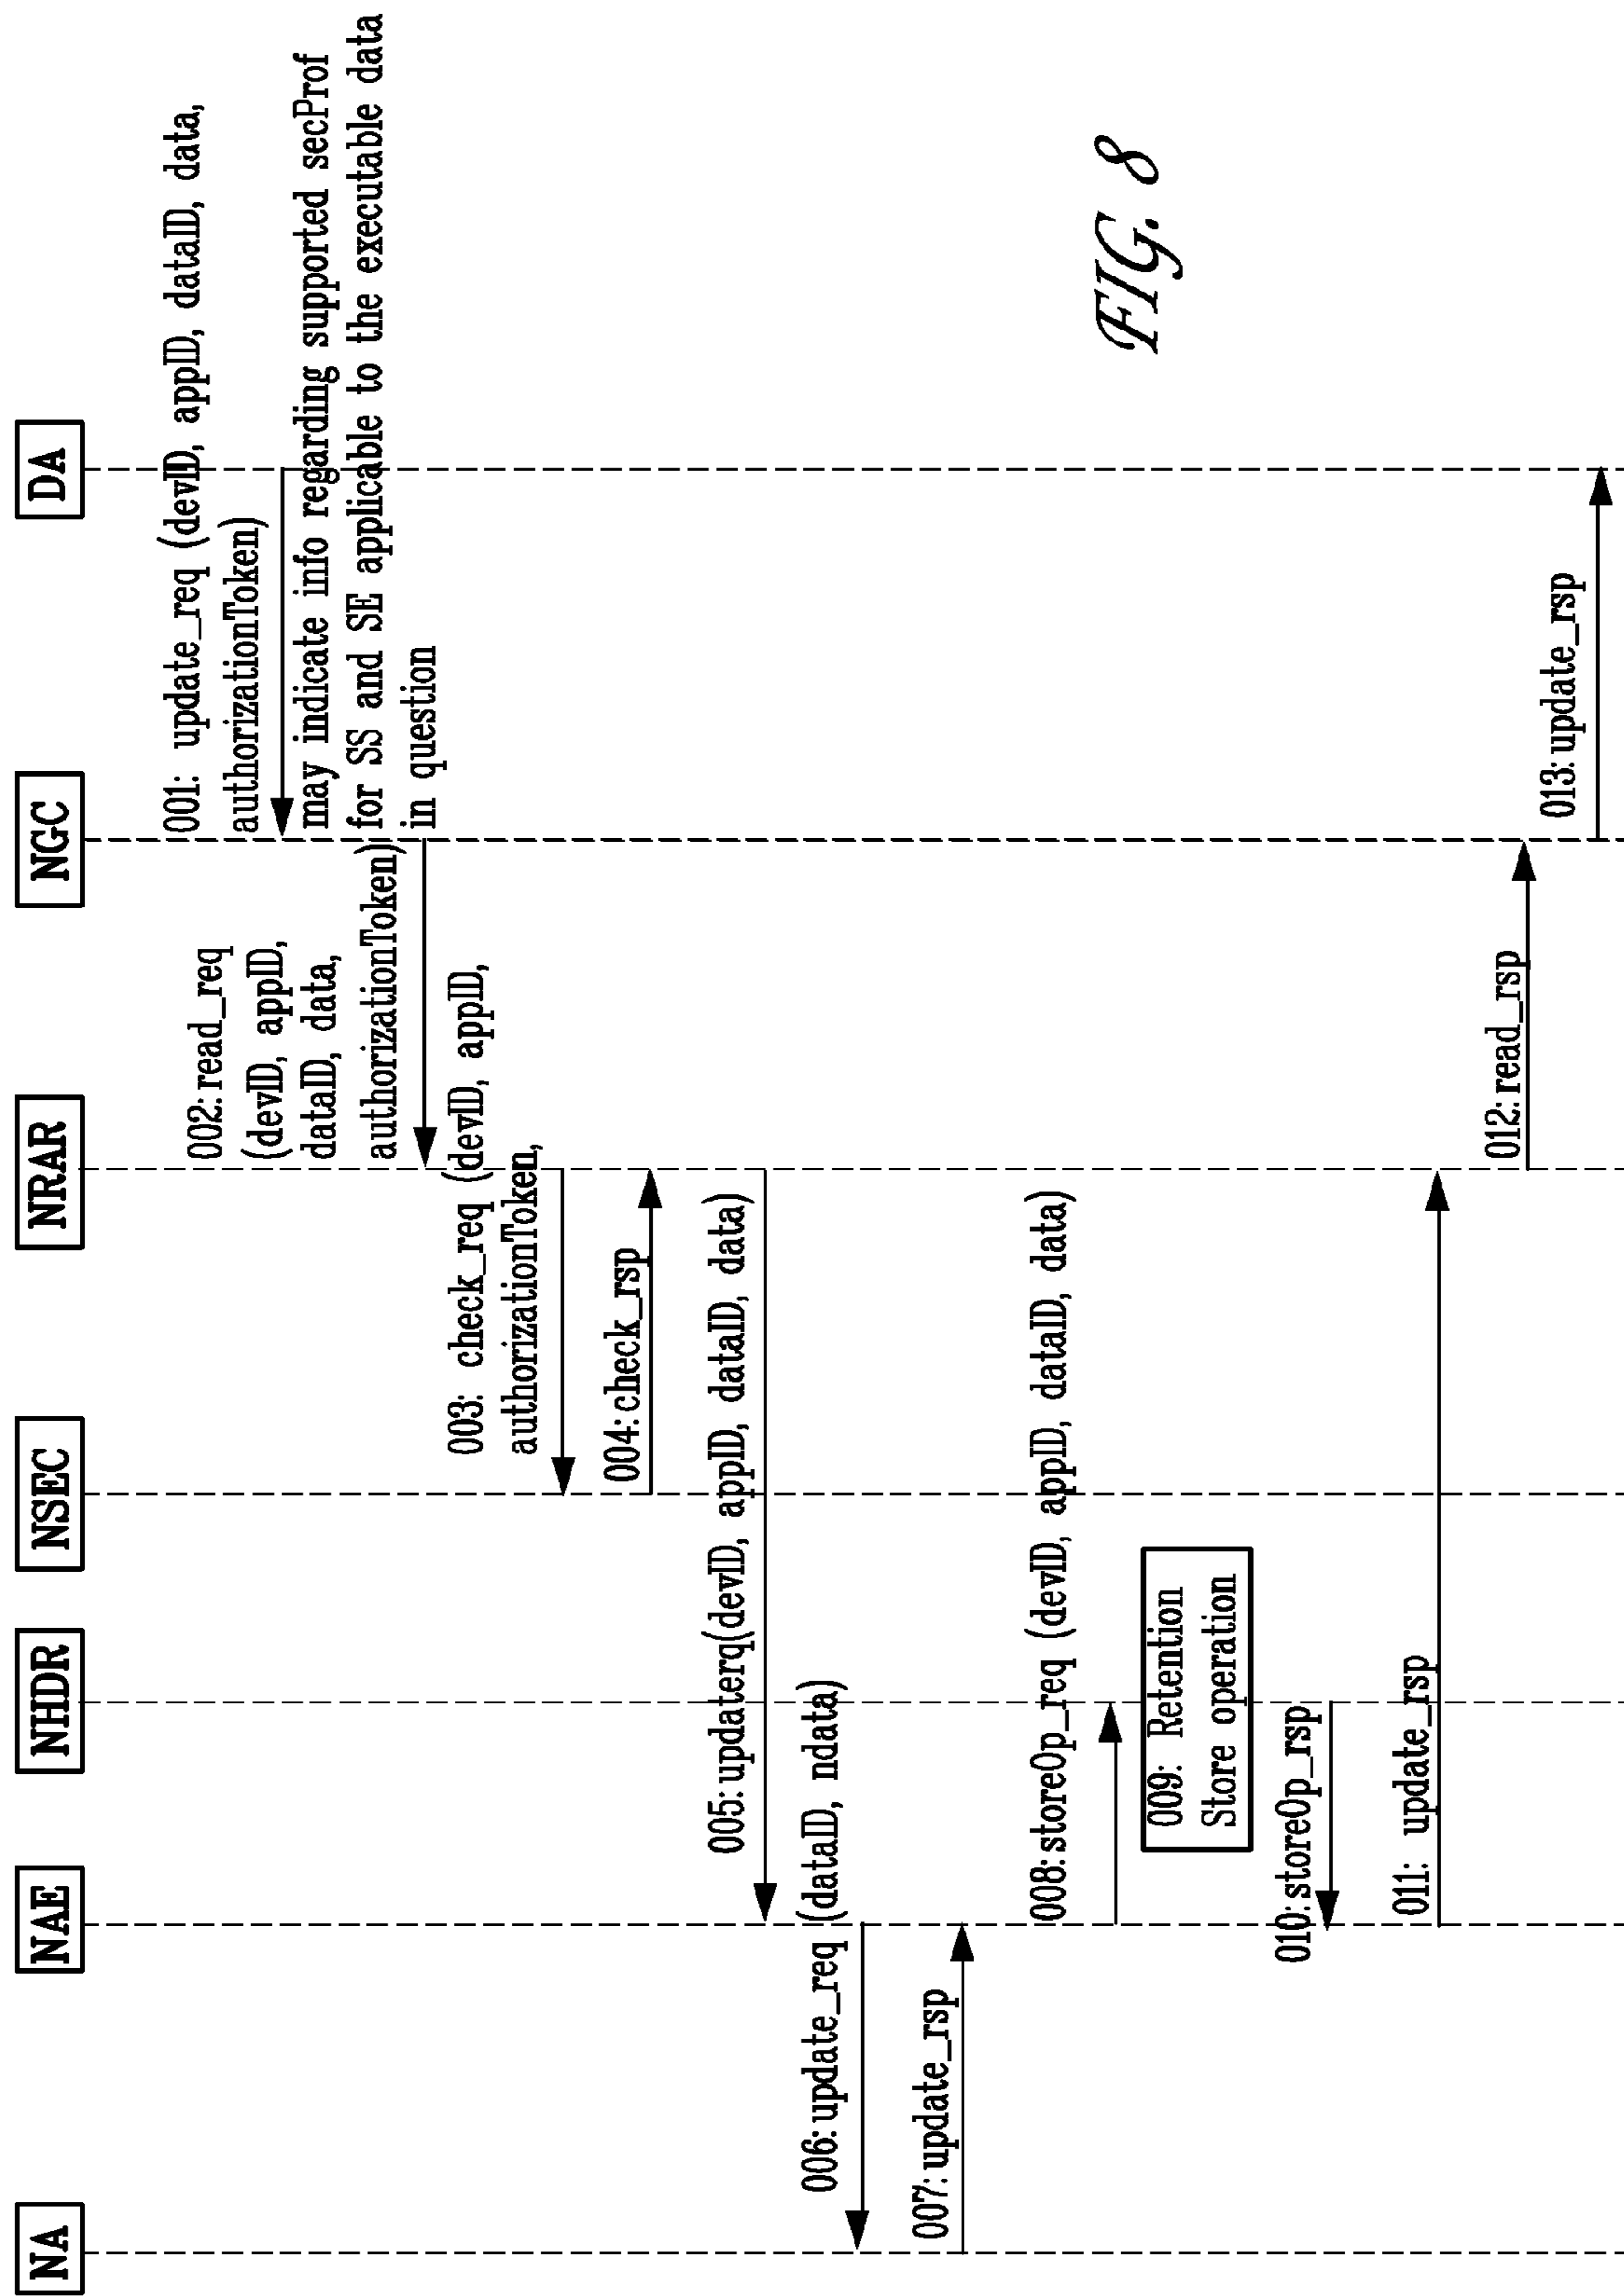 NA
NAE
NHDR
NSEC
NRAR
NGC
DA
001: update_req (devID, appID, dataID, data,
authorizationToken)
may indicate info regarding supported secProf
for SS and SE applicable to the executable data
in question
002:read_req
(devID, appID,
dataID, data,
authorizationToken)
003: check_req (devID, appID,
authorizationToken,
004:check_rsp
005:updaterq(devID, appID, dataID, data)
006:update_req (dataID, ndata)
007:update_rsp
008:storeOp_req (devID, appID, dataID, data)
009: Retention
Store operation
010:storeOp_rsp
011: update_rsp
012:read_rsp
013:update_rsp
FIG. 8